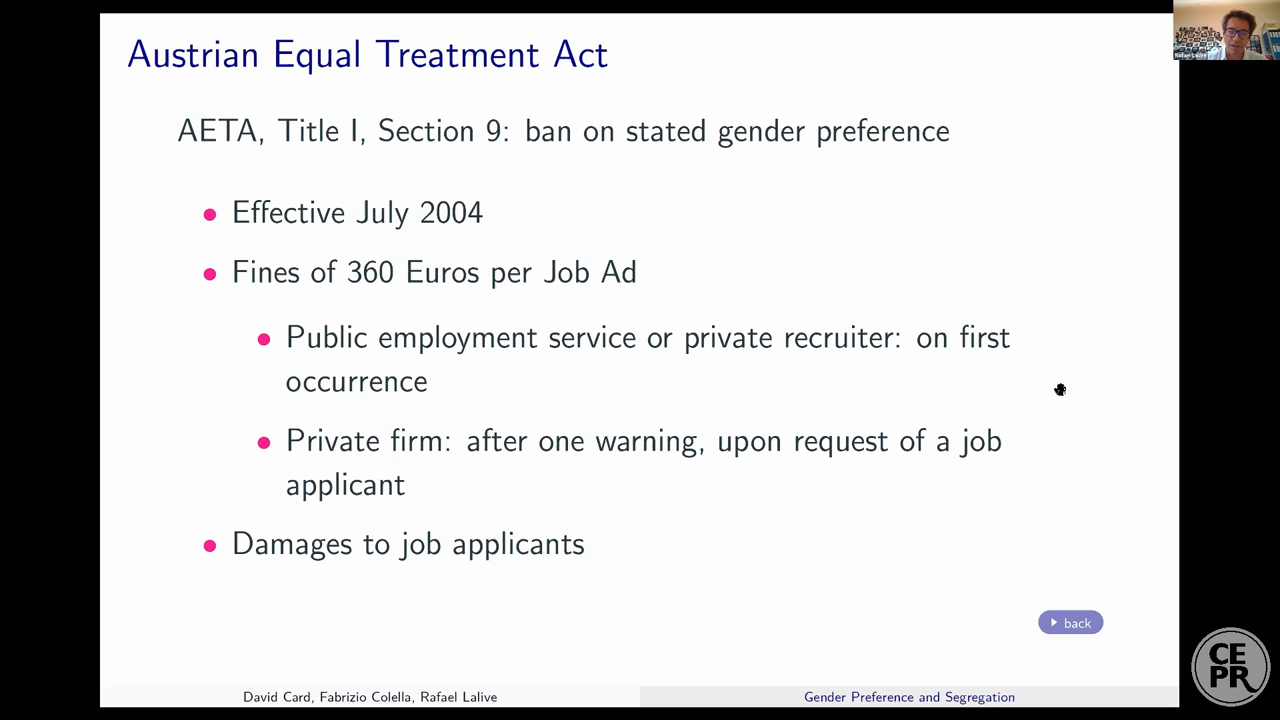 Austrian Equal Treatment Act
Rafael Lalive
AETA, Title I, Section 9: ban on stated gender preference
Effective July 2004
Fines of 360 Euros per Job Ad
Public employment service or private recruiter: on first
occurrence
Private firm: after one warning, upon request of a job
applicant
Damages to job applicants
back
CE
PR
David Card, Fabrizio Colella, Rafael Lalive
Gender Preference and Segregation